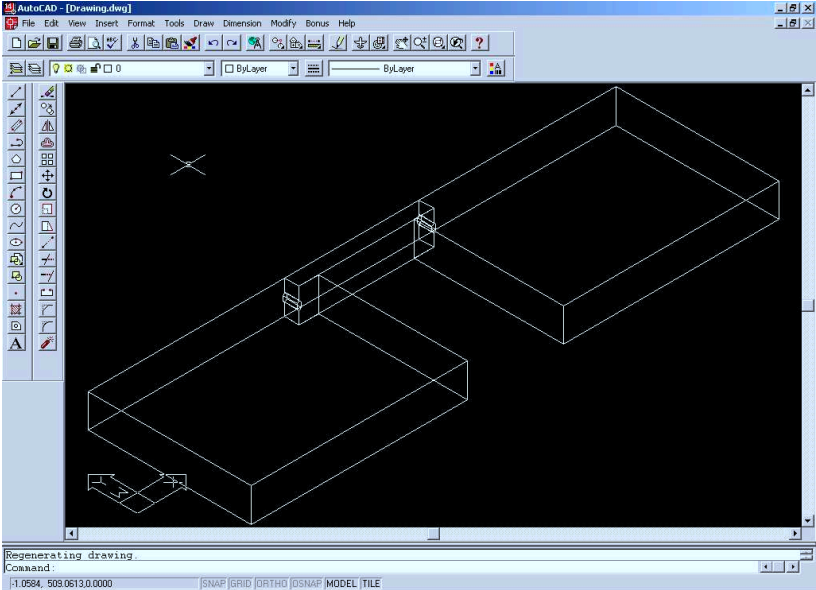 AutoCAD - [Drawing.dwg]
File Edit View Insert Format Tools Draw Dimension Modify Bonus Help
0 ByLayer ByLayer
A
W
X
Y
Regenerating drawing.
Command:
-1.0584, 509.0613,0.0000 SNAP GRID ORTHO OSNAP MODEL TILE